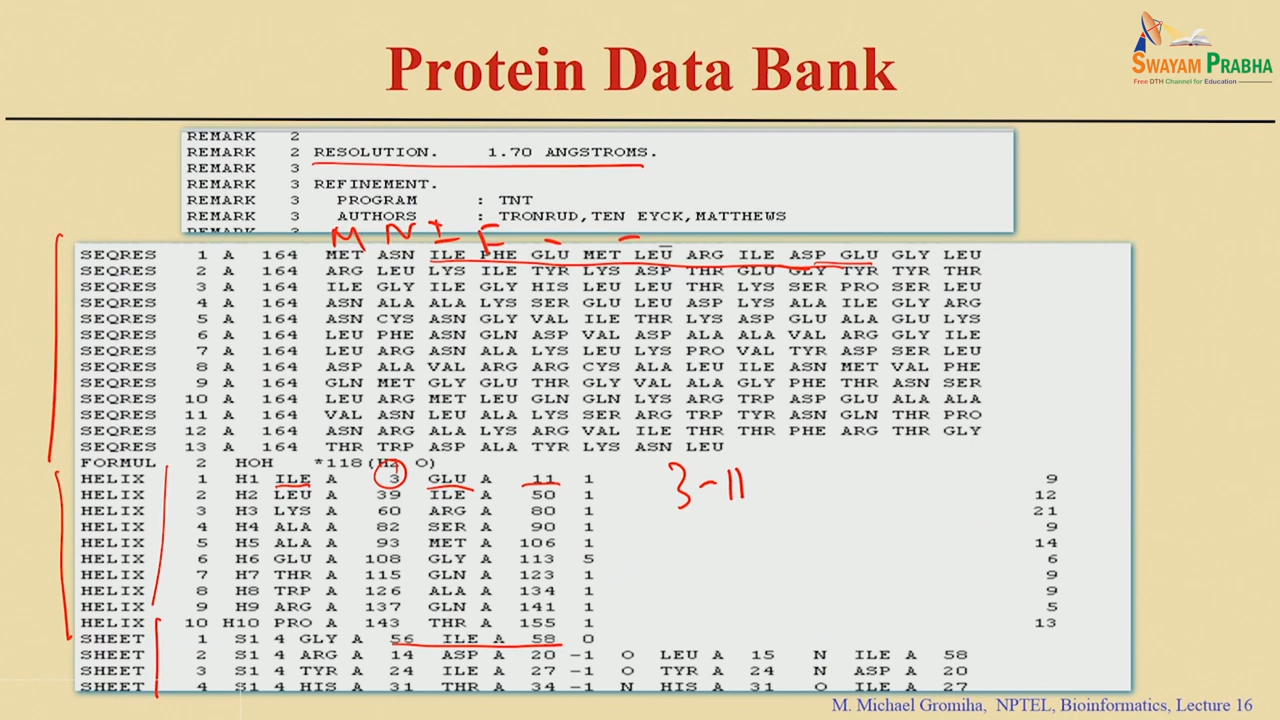 Protein Data Bank
SWAYAM PRABHA
Free DTH Channel for Education
REMARK 2
REMARK 2 RESOLUTION. 1.70 ANGSTROMS.
REMARK 3
REMARK 3 REFINEMENT.
REMARK 3 PROGRAM : TNT
REMARK 3 AUTHORS : TRONRUD,TEN EYCK,MATTHEWS
REMARK 3
M N I F
SEQRES 1 A 164 MET ASN ILE PHE GLU MET LEU ARG ILE ASP GLU GLY LEU
SEQRES 2 A 164 ARG LEU LYS ILE TYR LYS ASP THR GLU GLY TYR TYR THR
SEQRES 3 A 164 ILE GLY ILE GLY HIS LEU LEU THR LYS SER PRO SER LEU
SEQRES 4 A 164 ASN ALA ALA LYS SER GLU LEU ASP LYS ALA ILE GLY ARG
SEQRES 5 A 164 ASN CYS ASN GLY VAL ILE THR LYS ASP GLU ALA GLU LYS
SEQRES 6 A 164 LEU PHE ASN GLN ASP VAL ASP ALA ALA VAL ARG GLY ILE
SEQRES 7 A 164 LEU ARG ASN ALA LYS LEU LYS PRO VAL TYR ASP SER LEU
SEQRES 8 A 164 ASP ALA VAL ARG ARG CYS ALA LEU ILE ASN MET VAL PHE
SEQRES 9 A 164 GLN MET GLY GLU THR GLY VAL ALA GLY PHE THR ASN SER
SEQRES 10 A 164 LEU ARG MET LEU GLN GLN LYS ARG TRP ASP GLU ALA ALA
SEQRES 11 A 164 VAL ASN LEU ALA LYS SER ARG TRP TYR ASN GLN THR PRO
SEQRES 12 A 164 ASN ARG ALA LYS ARG VAL ILE THR THR PHE ARG THR GLY
SEQRES 13 A 164 THR TRP ASP ALA TYR LYS ASN LEU
FORMUL 2 HOH *118(H2 O)
HELIX 1 H1 ILE A 3 GLU A 11 1 9
3-11
HELIX 2 H2 LEU A 39 ILE A 50 1 12
HELIX 3 H3 LYS A 60 ARG A 80 1 21
HELIX 4 H4 ALA A 82 SER A 90 1 9
HELIX 5 H5 ALA A 93 MET A 106 1 14
HELIX 6 H6 GLU A 108 GLY A 113 5 6
HELIX 7 H7 THR A 115 GLN A 123 1 9
HELIX 8 H8 TRP A 126 ALA A 134 1 9
HELIX 9 H9 ARG A 137 GLN A 141 1 5
HELIX 10 H10 PRO A 143 THR A 155 1 13
SHEET 1 S1 4 GLY A 56 ILE A 58 0
SHEET 2 S1 4 ARG A 14 ASP A 20 -1 O LEU A 15 N ILE A 58
SHEET 3 S1 4 TYR A 24 ILE A 27 -1 O TYR A 24 N ASP A 20
SHEET 4 S1 4 HIS A 31 THR A 34 -1 N HIS A 31 O ILE A 27
M. Michael Gromiha, NPTEL, Bioinformatics, Lecture 16